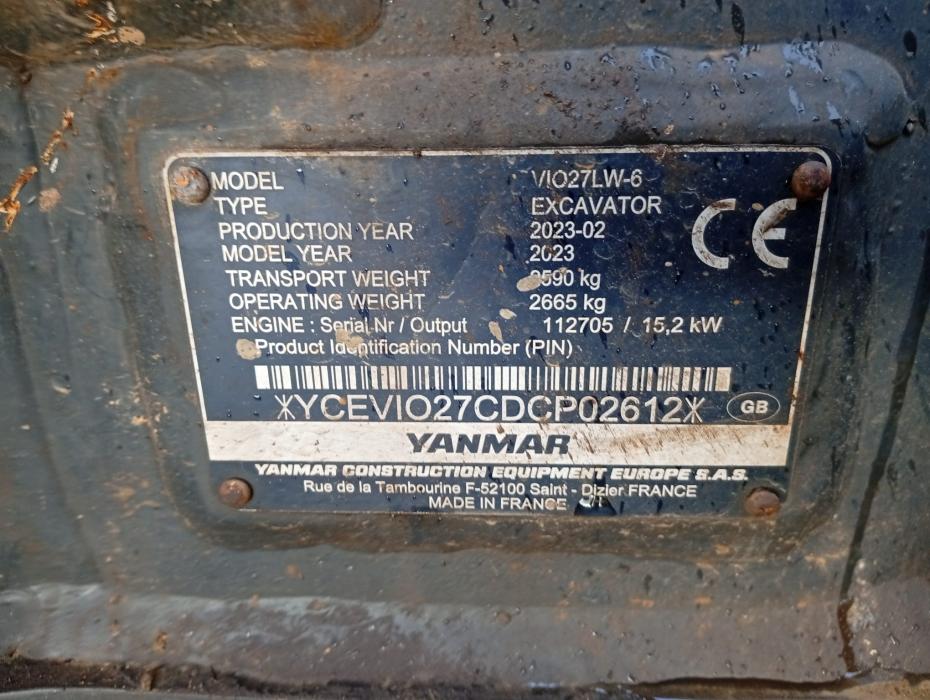 MODEL VIO27LW-6
TYPE EXCAVATOR
PRODUCTION YEAR 2023-02
MODEL YEAR 2023
TRANSPORT WEIGHT kg
OPERATING WEIGHT 2665 kg
ENGINE : Serial Nr / Output 112705 / 15,2 kW
Product Identification Number (PIN)
*YCEVIO27CDCP02612*
GB
CE
YANMAR
YANMAR CONSTRUCTION EQUIPMENT EUROPE S.A.S.
Rue de la Tambourine F-52100 Saint - Dizier FRANCE
MADE IN FRANCE